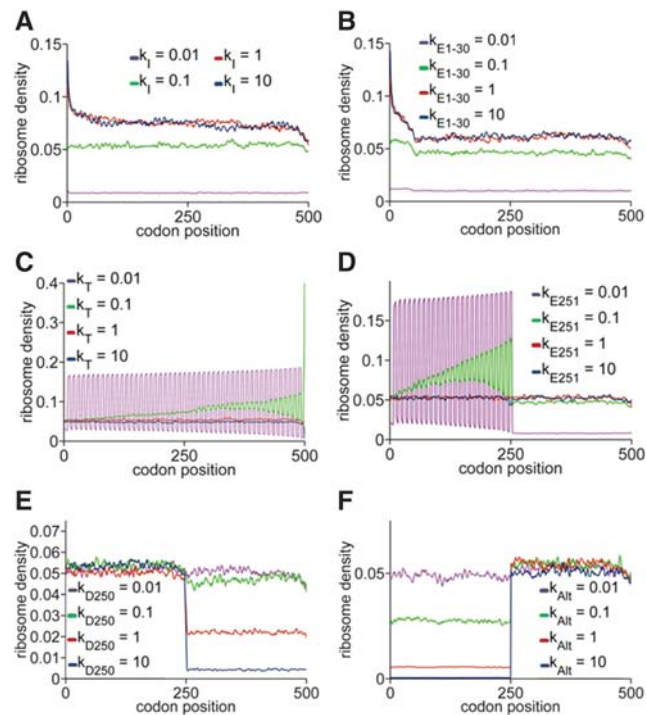 A
ribosome density
0.15
0.1
0.05
0
k_I = 0.01
k_I = 1
k_I = 0.1
k_I = 10
0
250
500
codon position
B
ribosome density
0.15
0.1
0.05
0
k_E1-30 = 0.01
k_E1-30 = 0.1
k_E1-30 = 1
k_E1-30 = 10
0
250
500
codon position
C
ribosome density
0.4
0.3
0.2
0.1
0
k_T = 0.01
k_T = 0.1
k_T = 1
k_T = 10
0
250
500
codon position
D
ribosome density
0.15
0.1
0.05
0
k_E251 = 0.01
k_E251 = 0.1
k_E251 = 1
k_E251 = 10
0
250
500
codon position
E
ribosome density
0.07
0.06
0.05
0.04
0.03
0.02
0.01
0
k_D250 = 0.01
k_D250 = 0.1
k_D250 = 1
k_D250 = 10
0
250
500
codon position
F
ribosome density
0.05
0
k_Alt = 0.01
k_Alt = 0.1
k_Alt = 1
k_Alt = 10
0
250
500
codon position